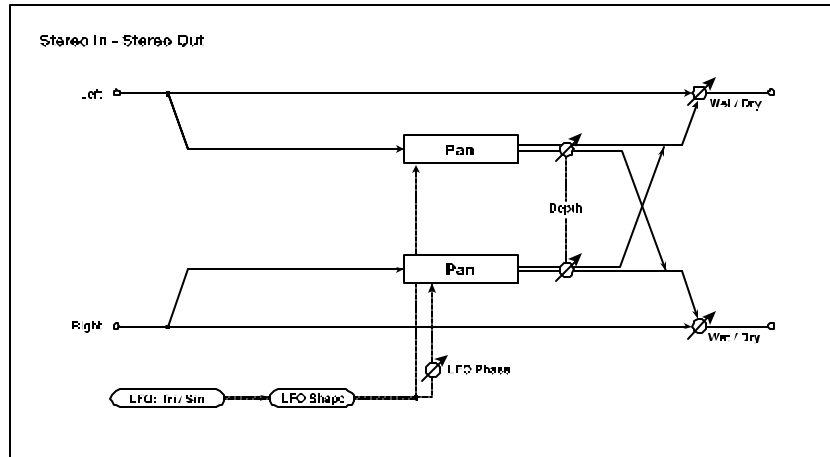 Stereo In - Stereo Out
Left
Wet / Dry
Pan
Depth
Pan
Right
Wet / Dry
LFO Phase
LFO: Tri / Sin
LFO Shape